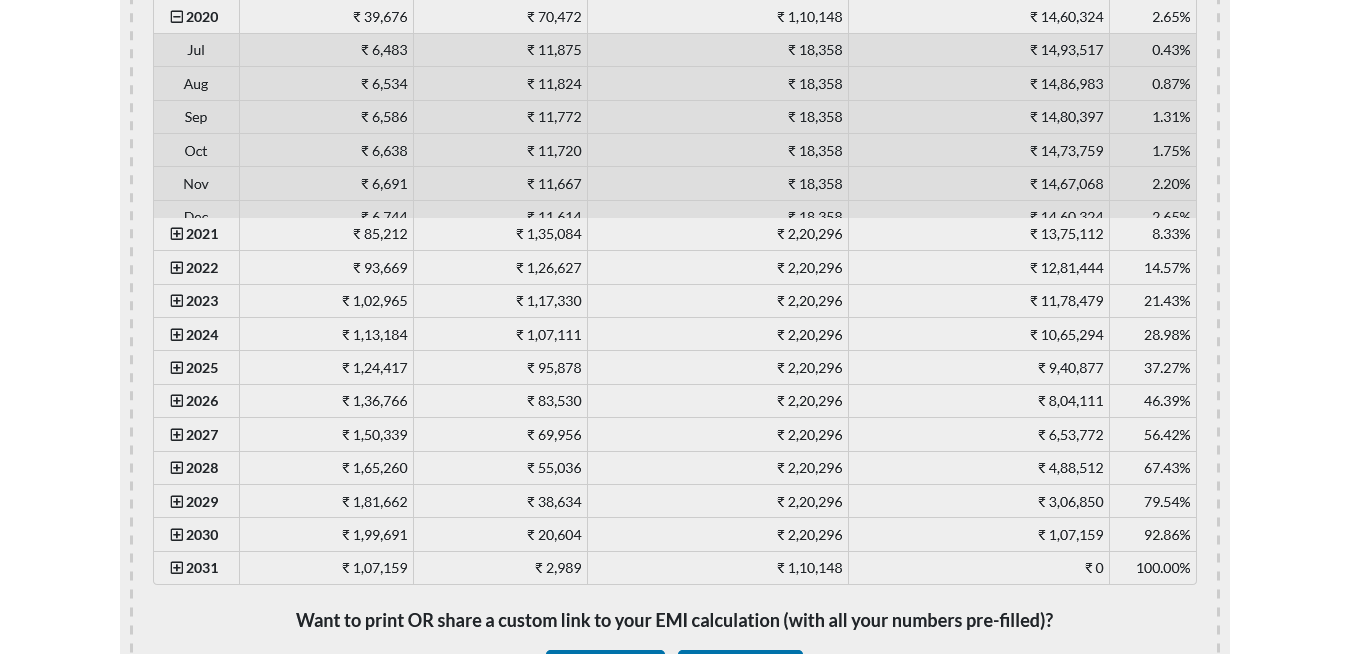 2020 ₹ 39,676 ₹ 70,472 ₹ 1,10,148 ₹ 14,60,324 2.65%
Jul ₹ 6,483 ₹ 11,875 ₹ 18,358 ₹ 14,93,517 0.43%
Aug ₹ 6,534 ₹ 11,824 ₹ 18,358 ₹ 14,86,983 0.87%
Sep ₹ 6,586 ₹ 11,772 ₹ 18,358 ₹ 14,80,397 1.31%
Oct ₹ 6,638 ₹ 11,720 ₹ 18,358 ₹ 14,73,759 1.75%
Nov ₹ 6,691 ₹ 11,667 ₹ 18,358 ₹ 14,67,068 2.20%
Dec ₹ 6,744 ₹ 11,614 ₹ 18,358 ₹ 14,60,324 2.65%
2021 ₹ 85,212 ₹ 1,35,084 ₹ 2,20,296 ₹ 13,75,112 8.33%
2022 ₹ 93,669 ₹ 1,26,627 ₹ 2,20,296 ₹ 12,81,444 14.57%
2023 ₹ 1,02,965 ₹ 1,17,330 ₹ 2,20,296 ₹ 11,78,479 21.43%
2024 ₹ 1,13,184 ₹ 1,07,111 ₹ 2,20,296 ₹ 10,65,294 28.98%
2025 ₹ 1,24,417 ₹ 95,878 ₹ 2,20,296 ₹ 9,40,877 37.27%
2026 ₹ 1,36,766 ₹ 83,530 ₹ 2,20,296 ₹ 8,04,111 46.39%
2027 ₹ 1,50,339 ₹ 69,956 ₹ 2,20,296 ₹ 6,53,772 56.42%
2028 ₹ 1,65,260 ₹ 55,036 ₹ 2,20,296 ₹ 4,88,512 67.43%
2029 ₹ 1,81,662 ₹ 38,634 ₹ 2,20,296 ₹ 3,06,850 79.54%
2030 ₹ 1,99,691 ₹ 20,604 ₹ 2,20,296 ₹ 1,07,159 92.86%
2031 ₹ 1,07,159 ₹ 2,989 ₹ 1,10,148 ₹ 0 100.00%
Want to print OR share a custom link to your EMI calculation (with all your numbers pre-filled)?